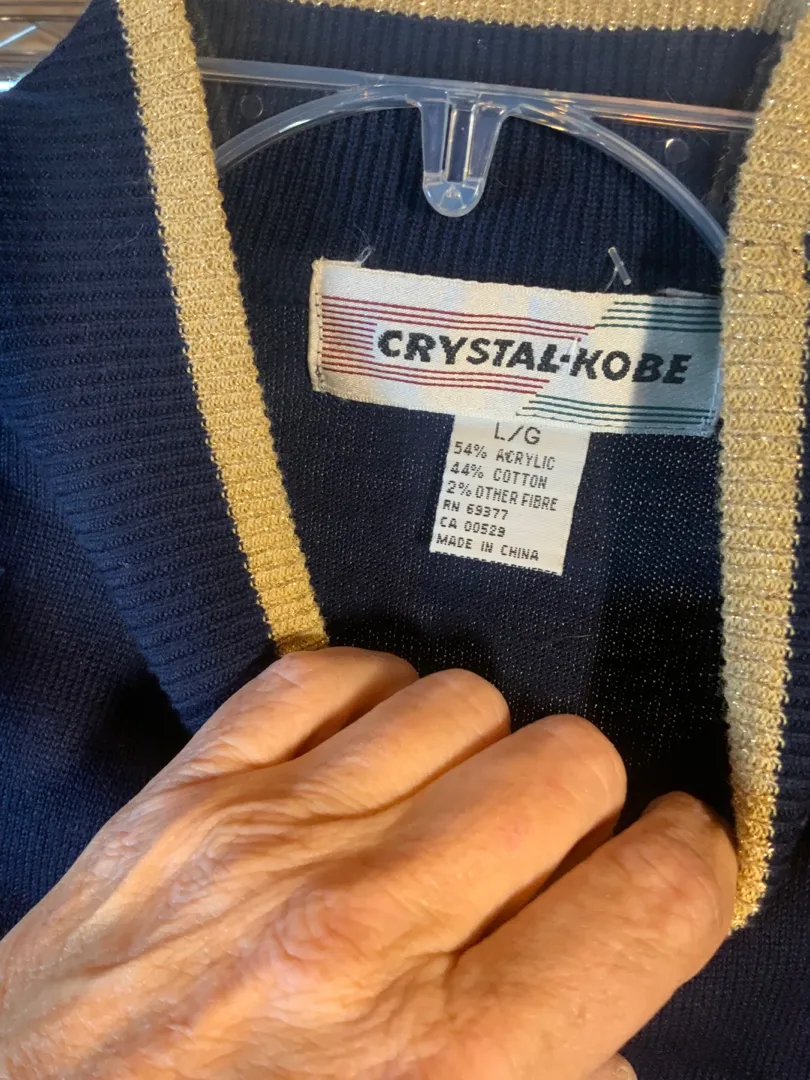 CRYSTAL-KOBE
L/G
54% ACRYLIC
44% COTTON
2% OTHER FIBRE
RN 69377
CA 00529
MADE IN CHINA